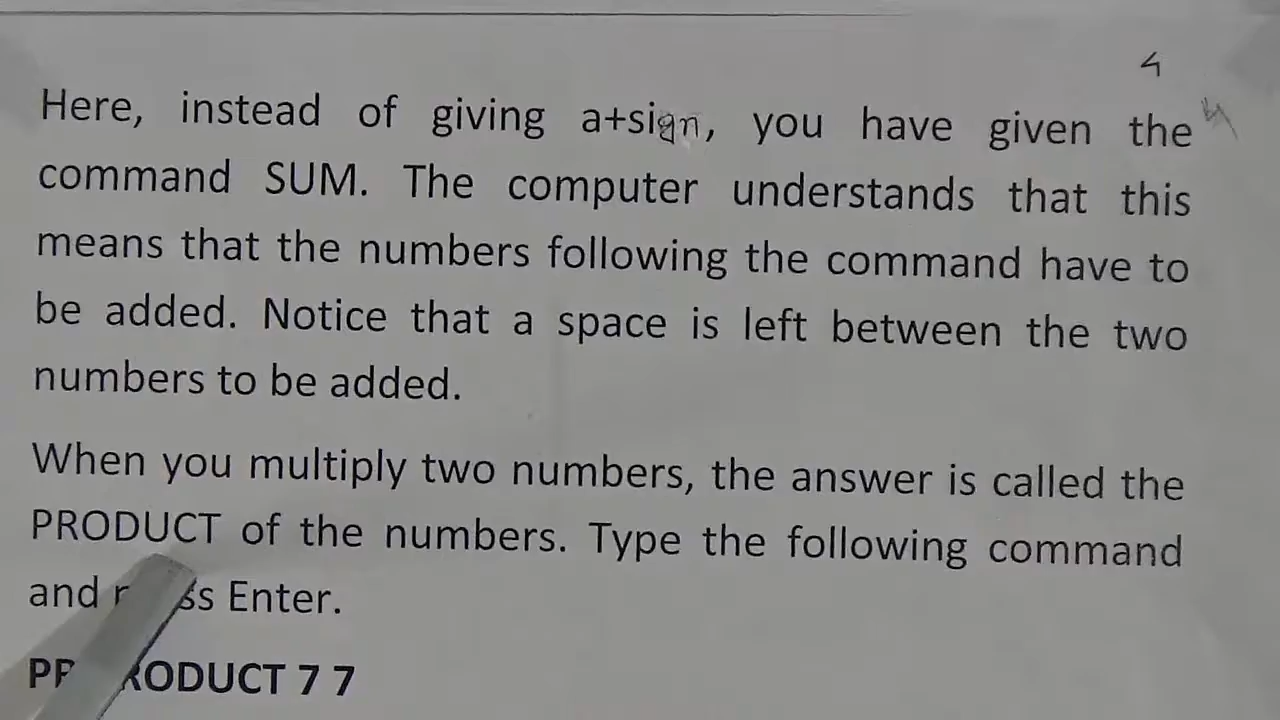 4
Here, instead of giving a+sign, you have given the
command SUM. The computer understands that this
means that the numbers following the command have to
be added. Notice that a space is left between the two
numbers to be added.
When you multiply two numbers, the answer is called the
PRODUCT of the numbers. Type the following command
and Enter.
7 7